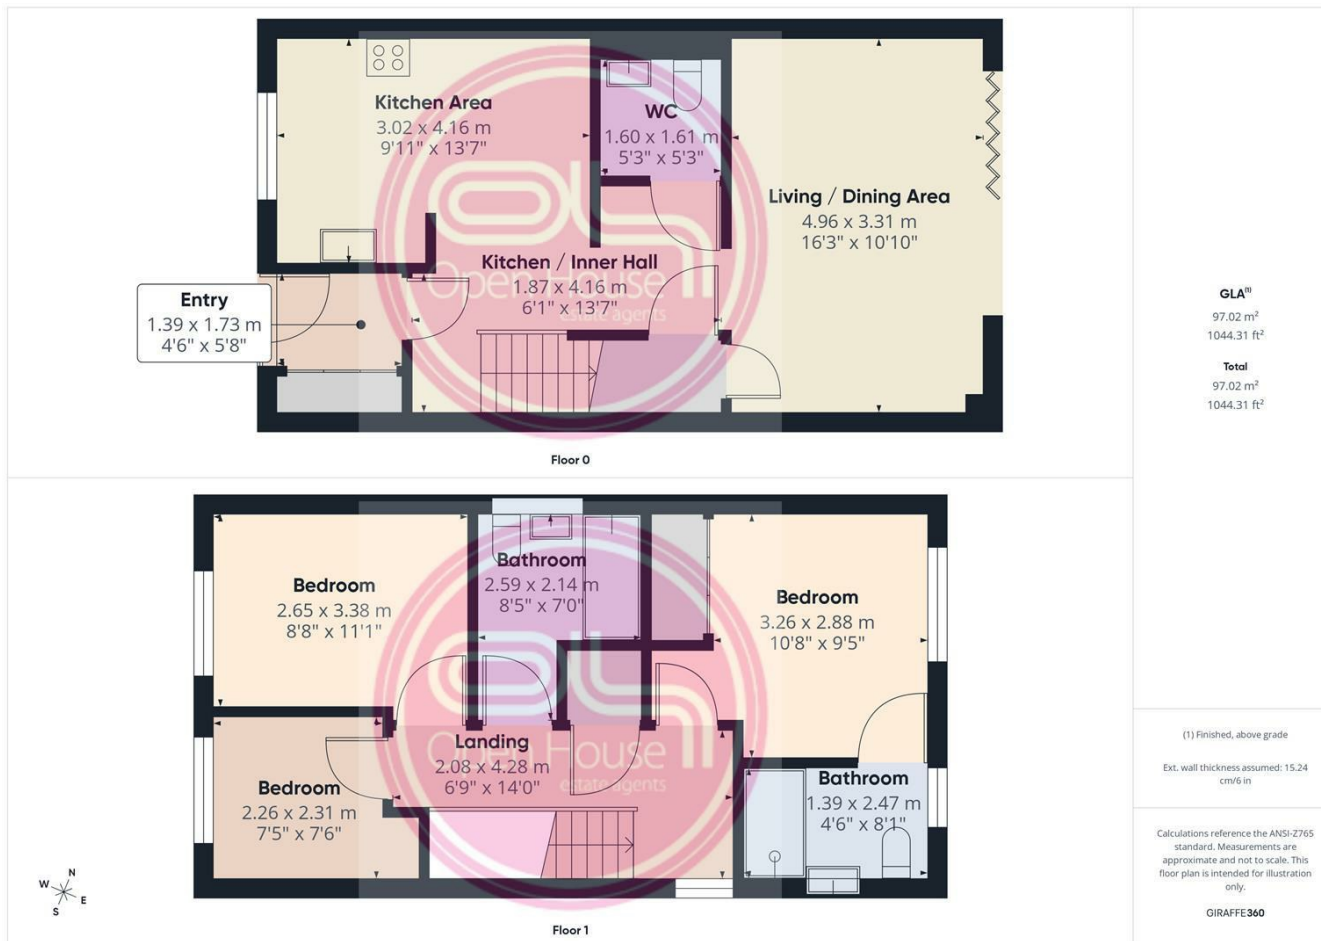 Kitchen Area
3.02 x 4.16 m
9'11" x 13'7"
WC
1.60 x 1.61 m
5'3" x 5'3"
Living / Dining Area
4.96 x 3.31 m
16'3" x 10'10"
Kitchen / Inner Hall
1.87 x 4.16 m
6'1" x 13'7"
Entry
1.39 x 1.73 m
4'6" x 5'8"
Open House
estate agents
Floor 0
Bedroom
2.65 x 3.38 m
8'8" x 11'1"
Bathroom
2.59 x 2.14 m
8'5" x 7'0"
Bedroom
3.26 x 2.88 m
10'8" x 9'5"
Landing
2.08 x 4.28 m
6'9" x 14'0"
Bedroom
2.26 x 2.31 m
7'5" x 7'6"
Bathroom
1.39 x 2.47 m
4'6" x 8'1"
Open House
estate agents
Floor 1
N
W
E
S
GLA(1)
97.02 m²
1044.31 ft²
Total
97.02 m²
1044.31 ft²
(1) Finished, above grade
Ext. wall thickness assumed: 15.24
cm/6 in
Calculations reference the ANSI-Z765
standard. Measurements are
approximate and not to scale. This
floor plan is intended for illustration
only.
GIRAFFE360